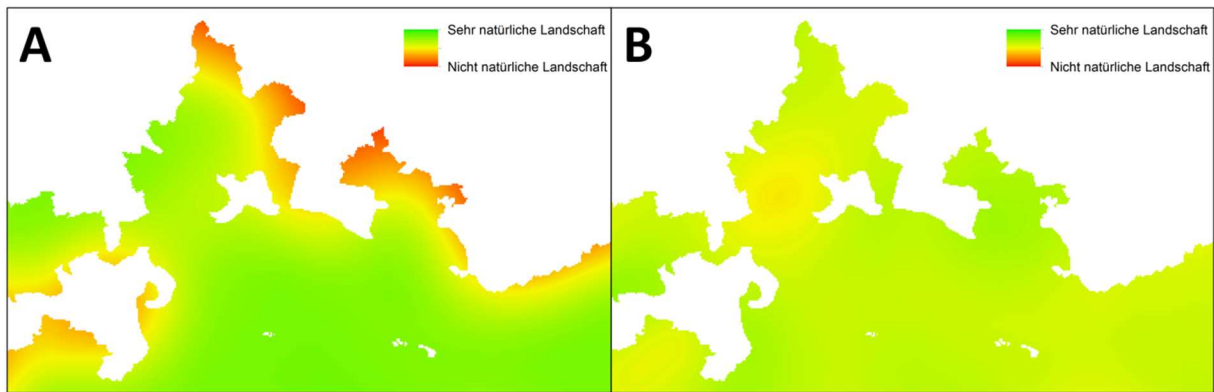 A
Sehr natürliche Landschaft
Nicht natürliche Landschaft
B
Sehr natürliche Landschaft
Nicht natürliche Landschaft